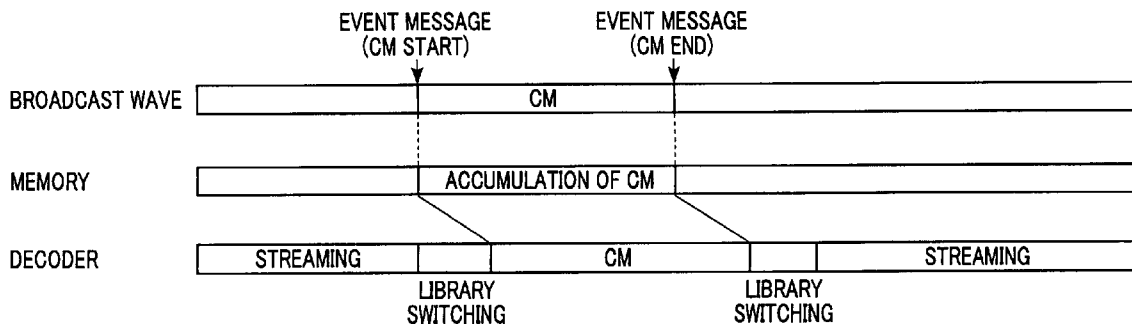 EVENT MESSAGE
(CM START)
EVENT MESSAGE
(CM END)
BROADCAST WAVE
CM
MEMORY
ACCUMULATION OF CM
DECODER
STREAMING
CM
STREAMING
LIBRARY
SWITCHING
LIBRARY
SWITCHING